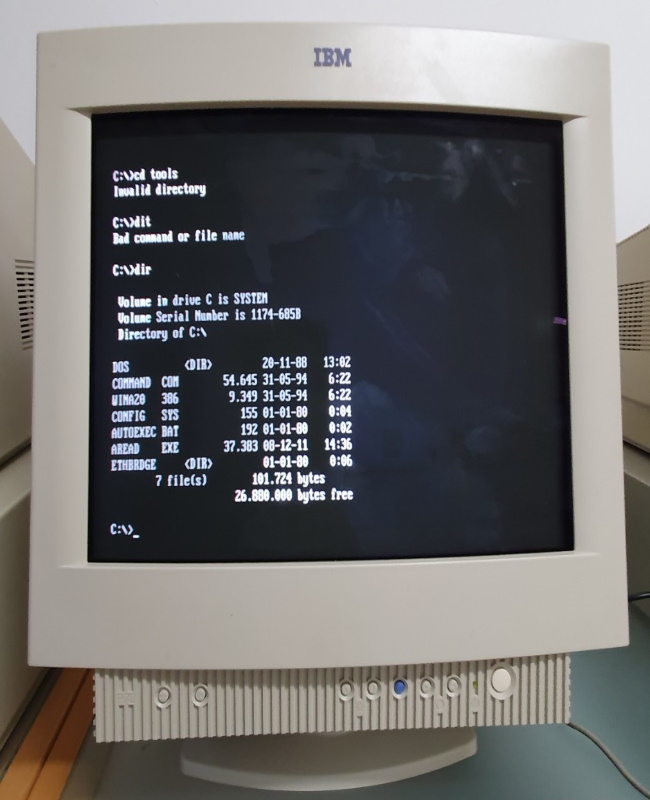 IBM
C:\>cd tools
Invalid directory
C:\>dit
Bad command or file name
C:\>dir
Volume in drive C is SYSTEM
Volume Serial Number is 1174-685B
Directory of C:\
DOS <DIR> 20-11-88 13:02
COMMAND COM 54.645 31-05-94 6:22
WINA20 386 9.349 31-05-94 6:22
CONFIG SYS 155 01-01-80 0:04
AUTOEXEC BAT 192 01-01-80 0:02
AREAD EXE 37.383 08-12-11 14:36
ETHBRDGE <DIR> 01-01-80 0:06
7 file(s) 101.724 bytes
26.880.000 bytes free
C:\>_